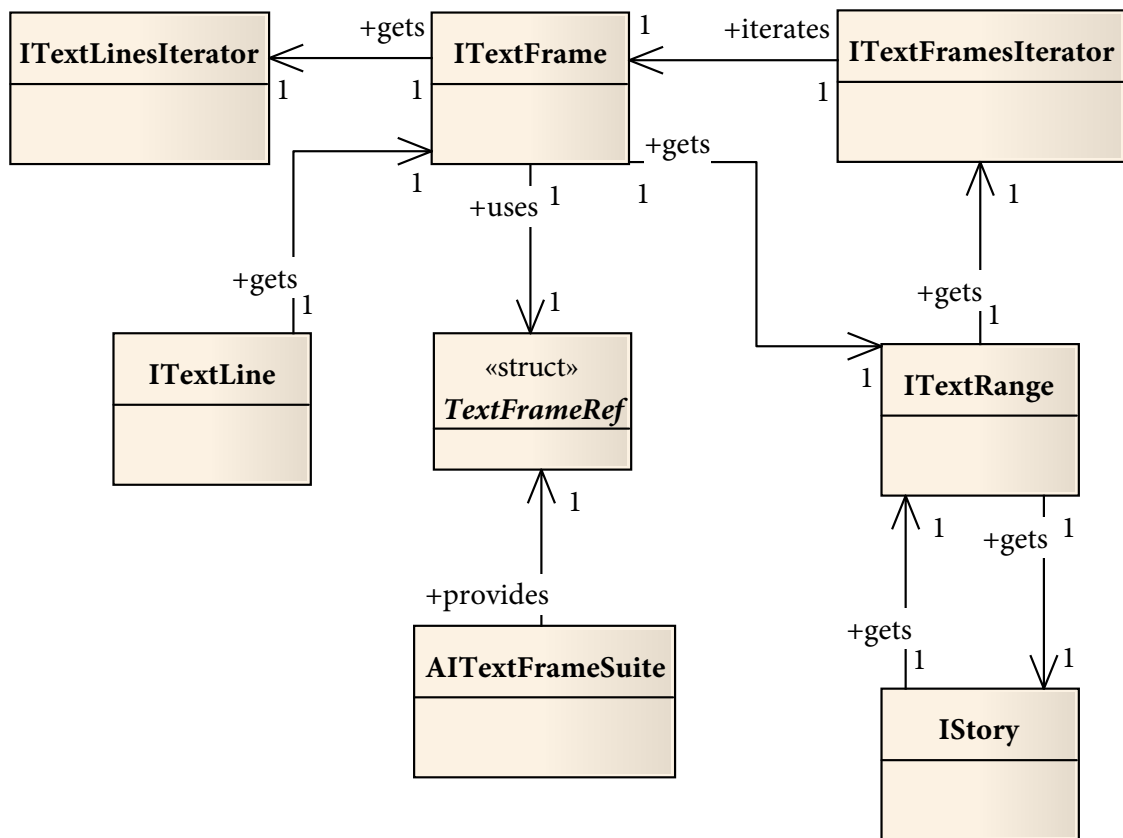 +gets
1
+iterates
ITextLinesIterator
ITextFrame
ITextFramesIterator
1
1
1
+gets
1
1
1
1
+uses
+gets
1
1
+gets
1
1
ITextLine
«struct»
TextFrameRef
1
ITextRange
1
1
1
+gets
+provides
+gets
1
1
AITextFrameSuite
IStory